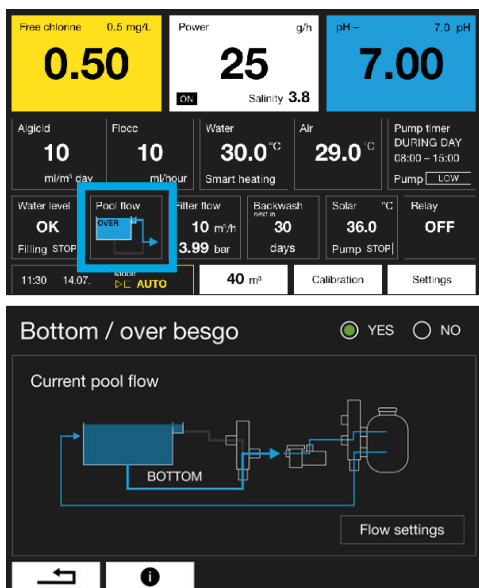 Free chlorine 0.5 mg/L
0.50
Power g/h
25
ON Salinity 3.8
pH – 7.0 pH
7.00
Algicid
10
ml/m³ day
Flocc
10
ml/hour
Water
30.0 °C
Smart heating
Air
29.0 °C
Pump timer
DURING DAY
08:00 – 15:00
Pump LOW
Water level
OK
Filling STOP
Pool flow
OVER
Filter flow
10 m³/h
3.99 bar
Backwash
next in
30
days
Solar °C
36.0
Pump STOP
Relay
OFF
11:30 14.07.
Mode
AUTO
40 m³
Calibration
Settings
Bottom / over besgo
YES NO
Current pool flow
BOTTOM
Flow settings
i